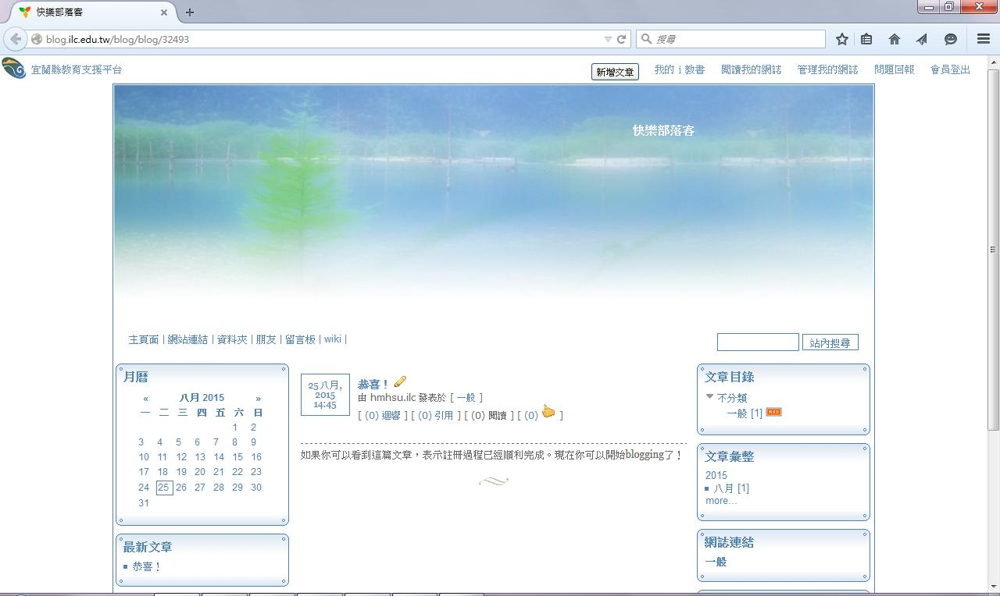 快樂部落客
blog.ilc.edu.tw/blog/blog/32493
搜尋
宜蘭縣教育支援平台
新增文章 我的 i 教書 閱讀我的網誌 管理我的網誌 問題回報 會員登出
快樂部落客
主頁面 | 網站連結 | 資料夾 | 朋友 | 留言板 | wiki |
站內搜尋
月曆
« 八月 2015 »
一 二 三 四 五 六 日
1 2
3 4 5 6 7 8 9
10 11 12 13 14 15 16
17 18 19 20 21 22 23
24 25 26 27 28 29 30
31
最新文章
恭喜！
25 八月,
2015
14:45
恭喜！
由 hmhsu.ilc 發表於 [ 一般 ]
[ (0) 迴響 ] [ (0) 引用 ] [ (0) 閱讀 ] [ (0) ]
如果你可以看到這篇文章，表示註冊過程已經順利完成。現在你可以開始blogging了！
文章目錄
不分類
一般 [1] RSS
文章彙整
2015
八月 [1]
more...
網誌連結
一般